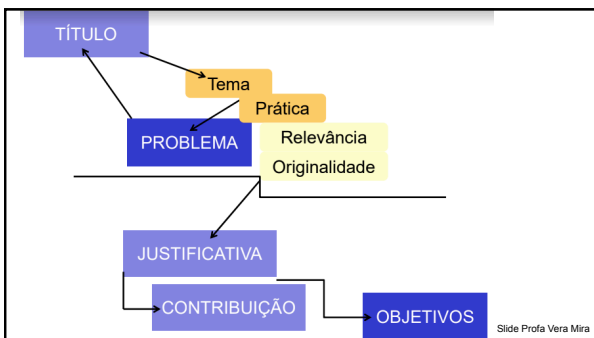 TÍTULO
Tema
Prática
PROBLEMA
Relevância
Originalidade
JUSTIFICATIVA
CONTRIBUIÇÃO
OBJETIVOS
Slide Profa Vera Mira